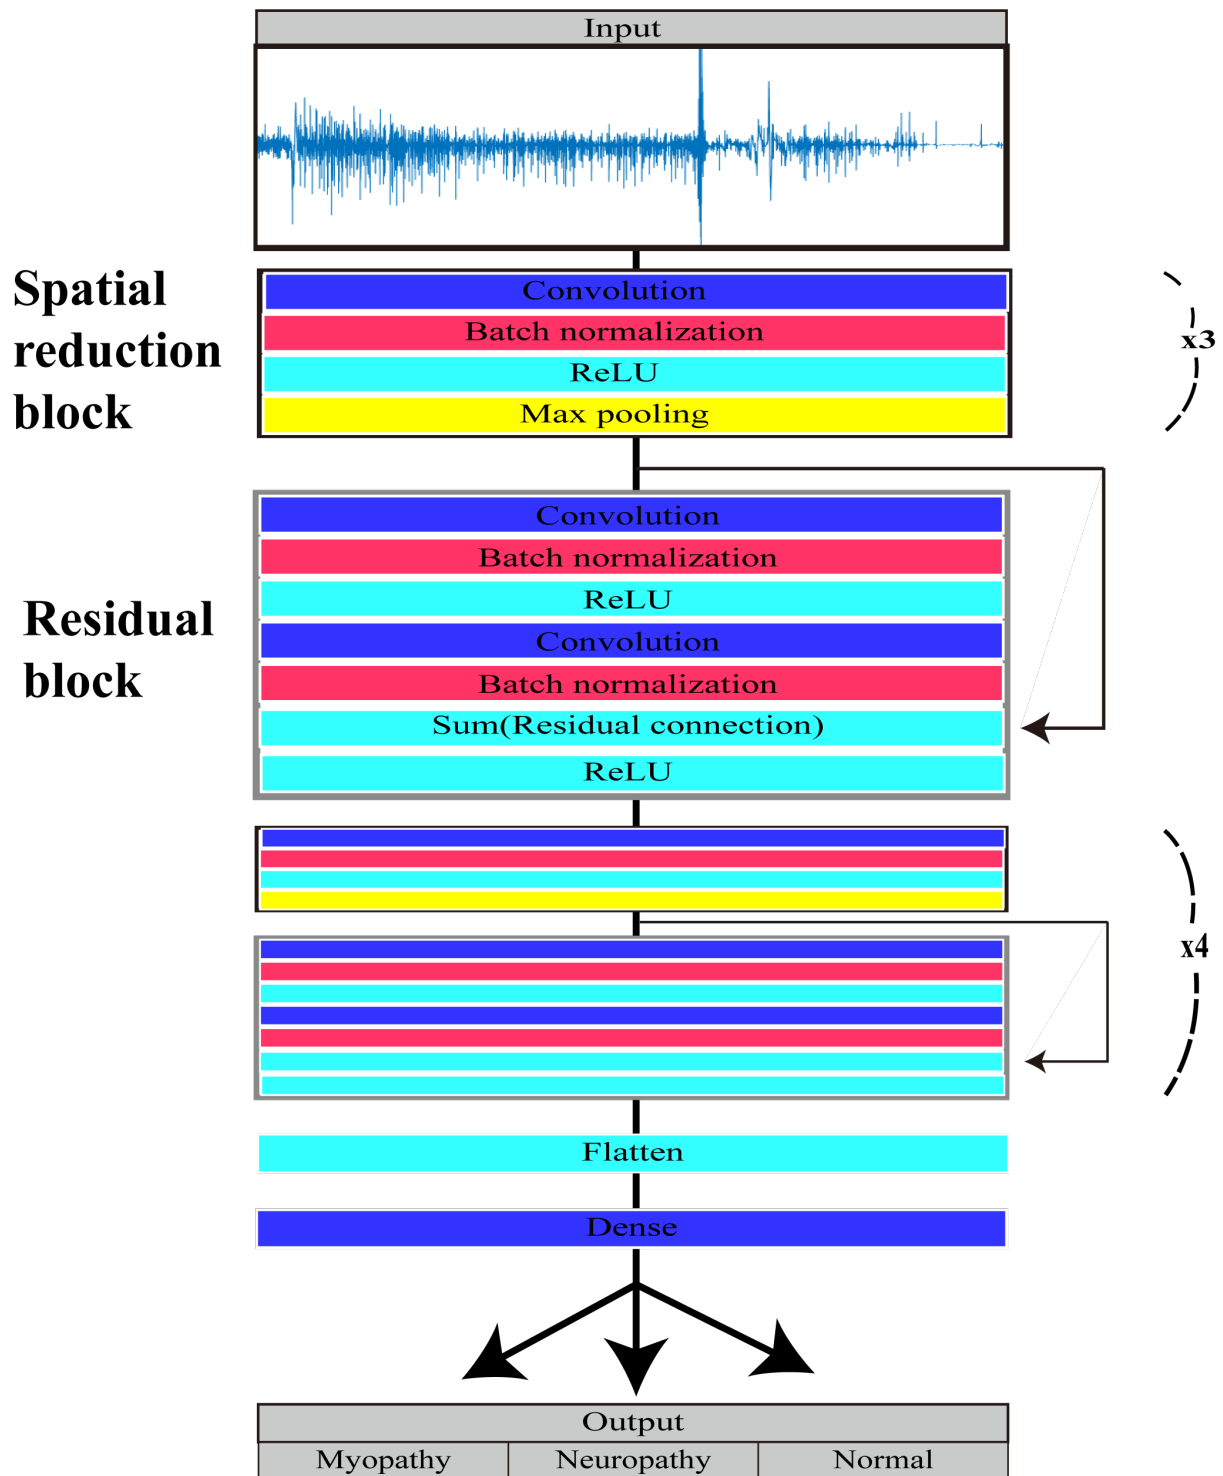 Input
Spatial
reduction
block
Convolution
Batch normalization
ReLU
Max pooling
x3
Residual
block
Convolution
Batch normalization
ReLU
Convolution
Batch normalization
Sum(Residual connection)
ReLU
x4
Flatten
Dense
Output
Myopathy Neuropathy Normal